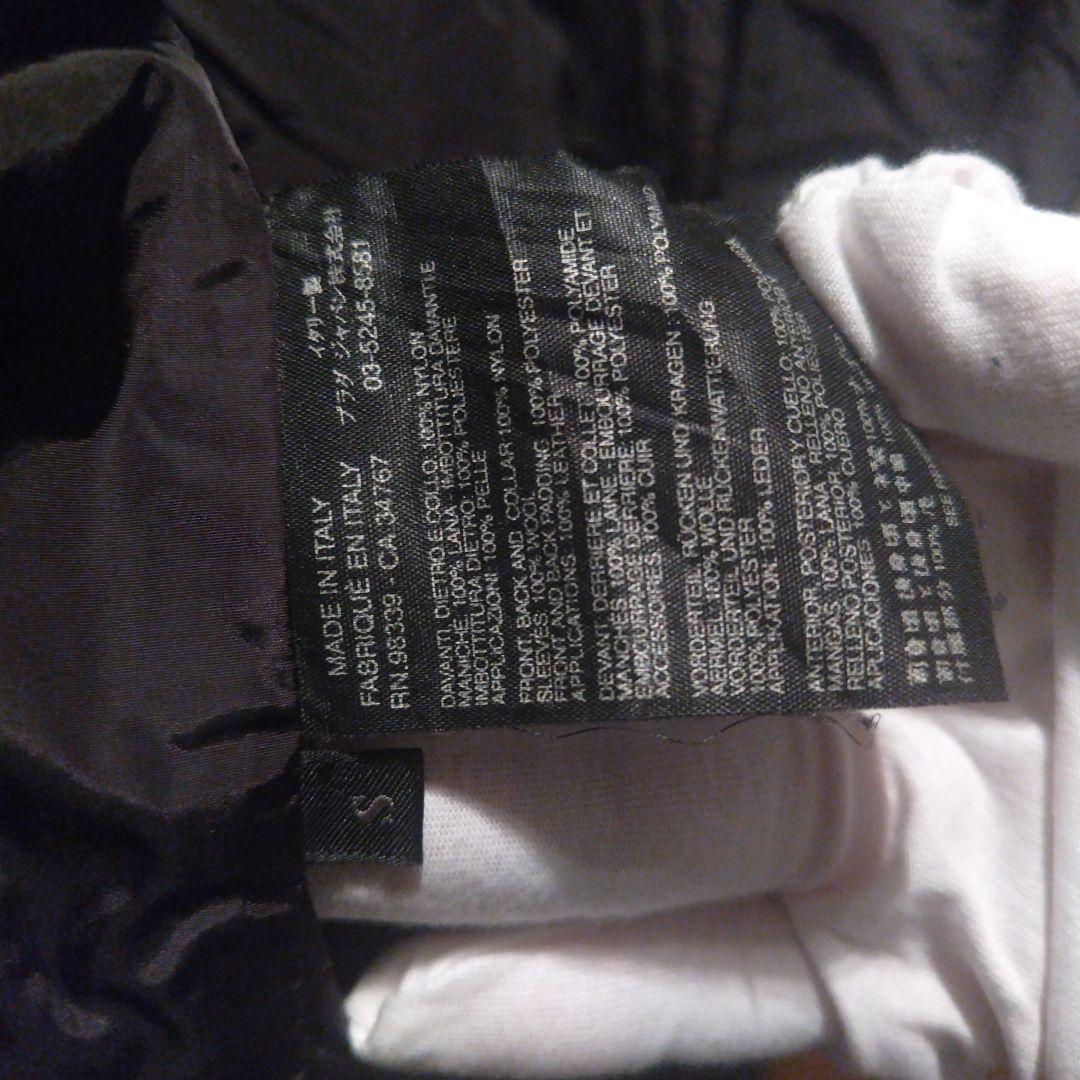 イタリー製
プラダ ジャパン株式会社
03-5245-8581
MADE IN ITALY
FABRIQUE EN ITALY
RN.98339 - CA.34767
DAVANTI, DIETRO E COLLO 100% NYLON
MANICHE 100% LANA IMBOTTITURA DAVANTI E
IMBOTTITURA DIETRO: 100% POLIESTERE
APPLICAZIONI 100% PELLE
FRONT, BACK AND COLLAR 100% NYLON
SLEEVES 100% WOOL
FRONT AND BACK PADDING 100% POLYESTER
APPLICATIONS: 100% LEATHER
DEVANT, DERRIERE ET COLLET 100% POLYAMIDE
MANCHES 100% LAINE EMBOURRAGE DEVANT ET
EMBOURRAGE DERRIERE 100% POLYESTER
ACCESSOIRES 100% CUIR
VORDERTEIL, RÜCKEN UND KRAGEN: 100% POLYAMID
AERMEL 100% WOLLE
VORDERTEIL UND RÜCKENWATTIERUNG
100% POLYESTER
APPLIKATION: 100% LEDER
ANTERIOR, POSTERIOR Y CUELLO 100%
MANGAS: 100% LANA, RELLENO ANTERIOR
RELLENO POSTERIOR, 100%
APLICACIONES 100% CUERO
S